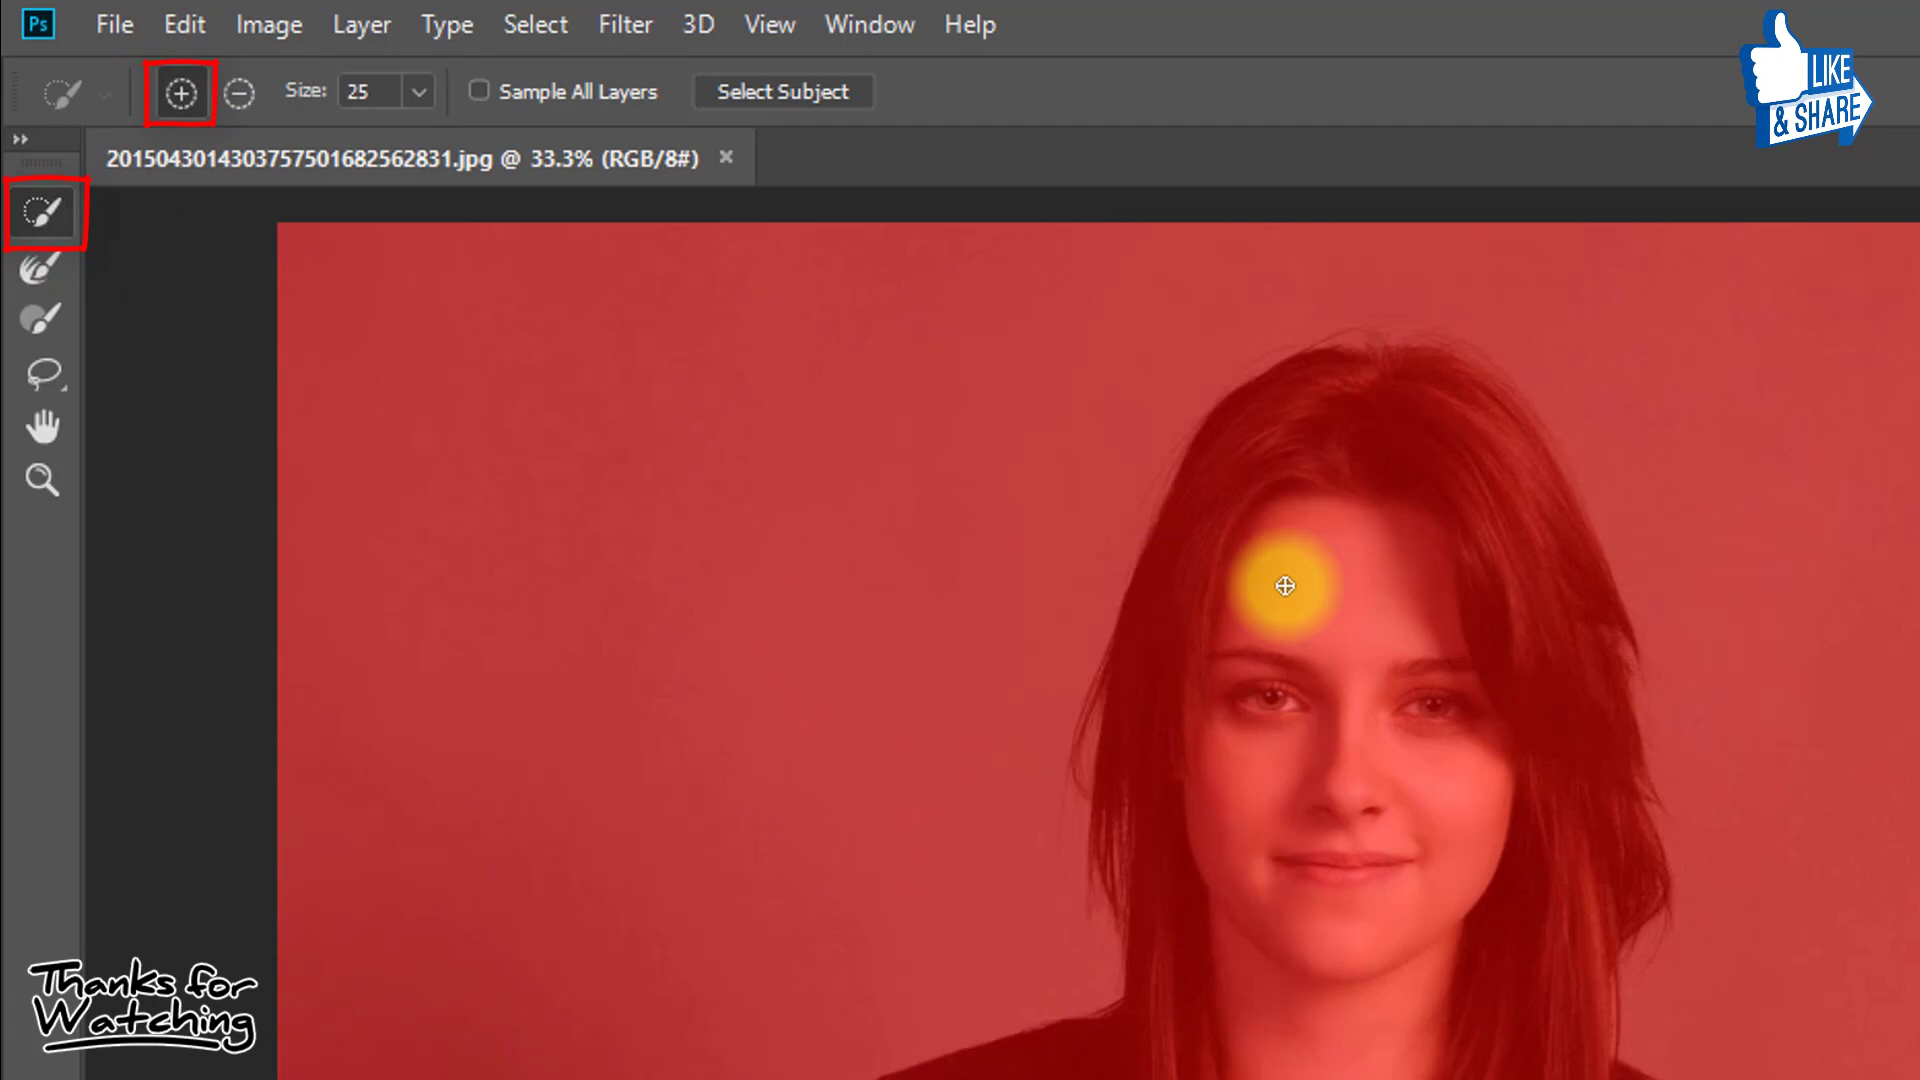 Ps File Edit Image Layer Type Select Filter 3D View Window Help
Size: 25 Sample All Layers Select Subject
LIKE
& SHARE
20150430143037575016825628​31.jpg @ 33.3% (RGB/8#)
Thanks for
Watching